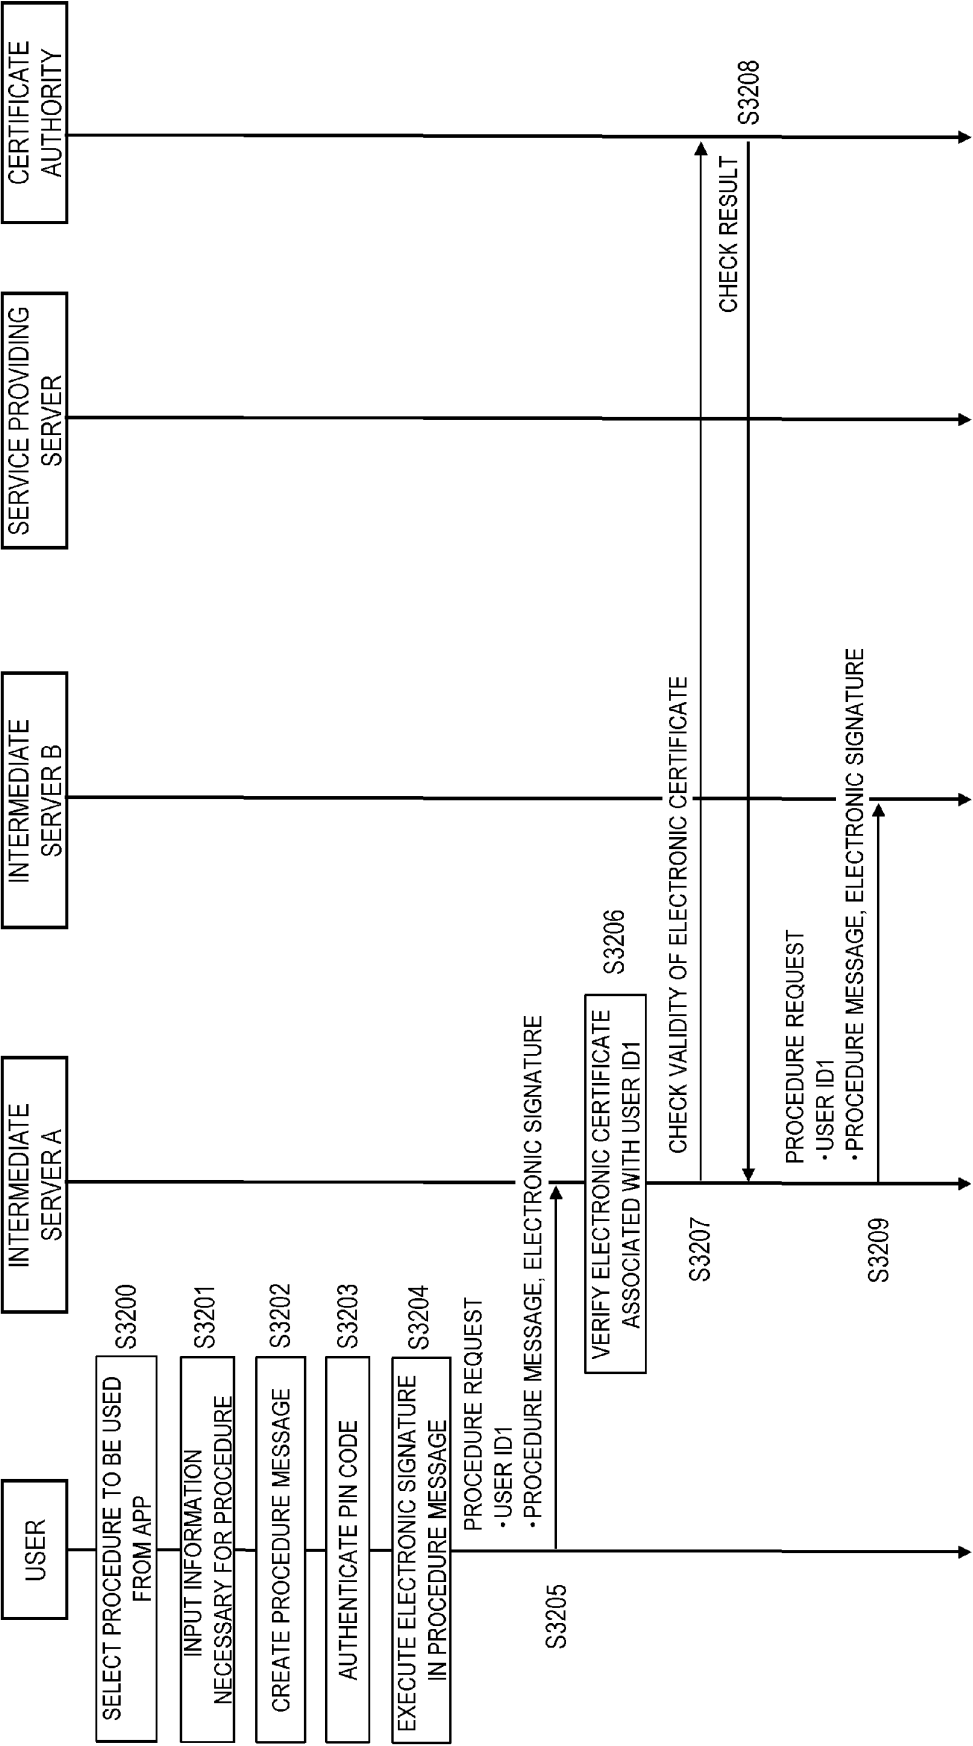 USER
INTERMEDIATE
SERVER A
INTERMEDIATE
SERVER B
SERVICE PROVIDING
SERVER
CERTIFICATE
AUTHORITY
SELECT PROCEDURE TO BE USED
FROM APP
S3200
INPUT INFORMATION
NECESSARY FOR PROCEDURE
S3201
CREATE PROCEDURE MESSAGE
S3202
AUTHENTICATE PIN CODE
S3203
EXECUTE ELECTRONIC SIGNATURE
IN PROCEDURE MESSAGE
S3204
PROCEDURE REQUEST
・USER ID1
・PROCEDURE MESSAGE, ELECTRONIC SIGNATURE
S3205
VERIFY ELECTRONIC CERTIFICATE
ASSOCIATED WITH USER ID1
S3206
CHECK VALIDITY OF ELECTRONIC CERTIFICATE
S3207
CHECK RESULT
S3208
PROCEDURE REQUEST
・USER ID1
・PROCEDURE MESSAGE, ELECTRONIC SIGNATURE
S3209